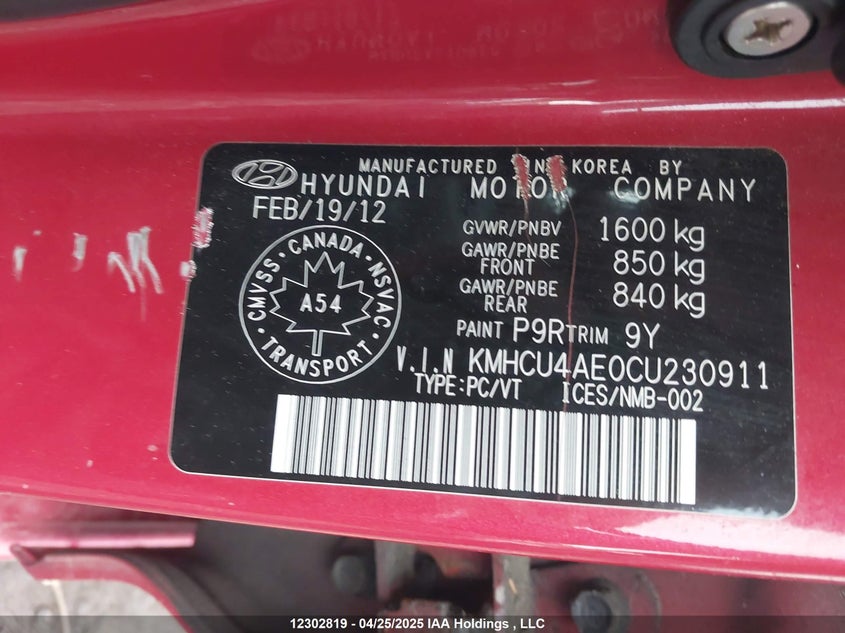 MANUFACTURED IN KOREA BY
HYUNDAI MOTOR COMPANY
FEB/19/12
GVWR/PNBV 1600 kg
GAWR/PNBE FRONT 850 kg
GAWR/PNBE REAR 840 kg
CMVSS · CANADA · NSVAC
A54
TRANSPORT
PAINT P9R TRIM 9Y
V.I.N KMHCU4AE0CU230911
TYPE:PC/VT ICES/NMB-002
12302819 - 04/25/2025 IAA Holdings , LLC